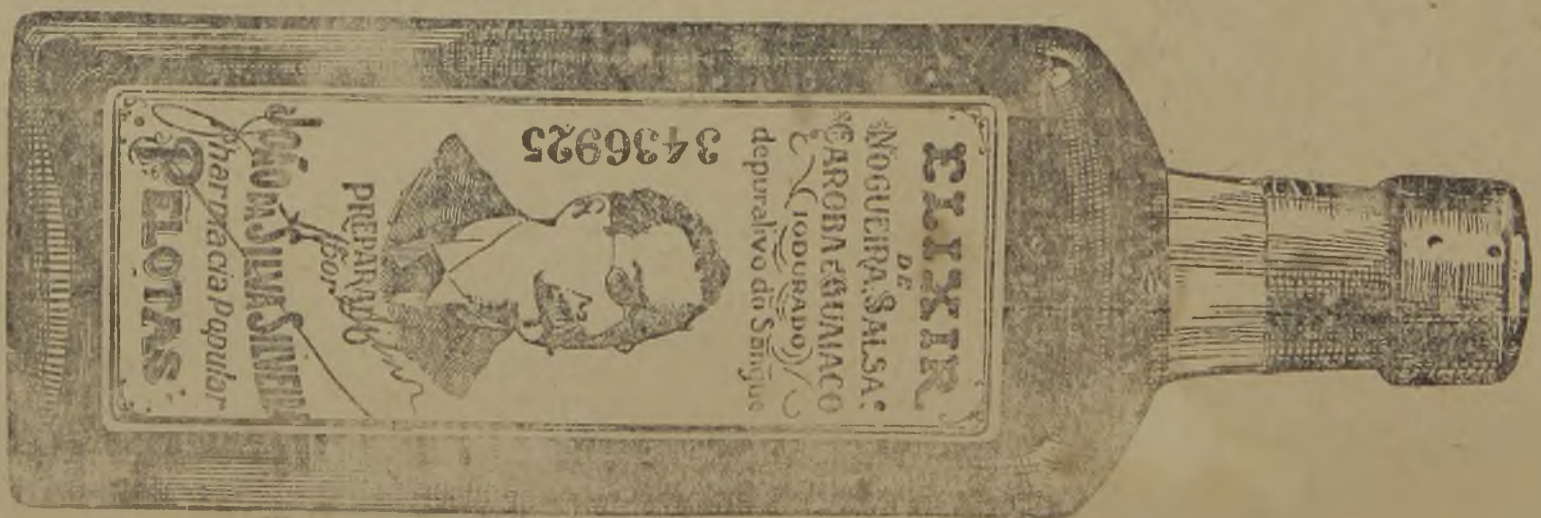 ELIXIR
DE
NOGUEIRA, SALSA,
CAROBA E GUAIACO
(IODURADO)
depurativo do Sangue
3436925
PREPARADO
por
JOÃO DA SILVA SILVEIRA
Pharmacia Popular
PELOTAS